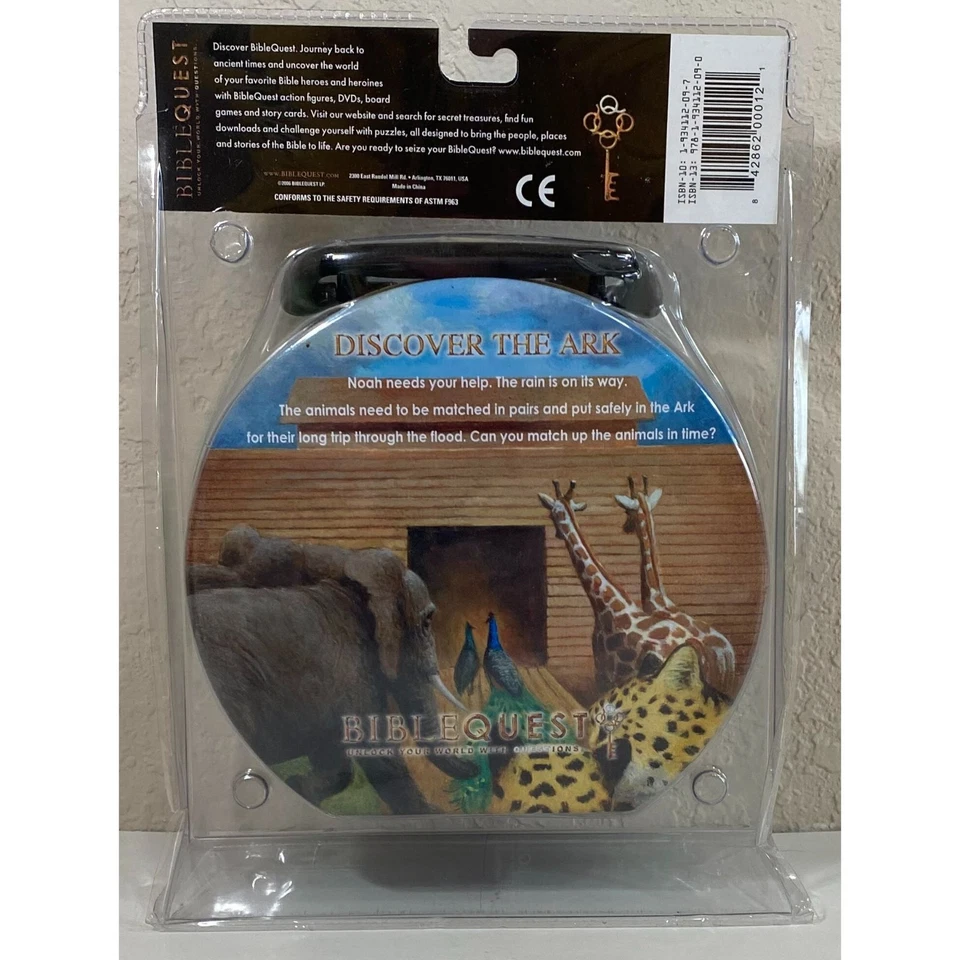 BIBLEQUEST
UNLOCK YOUR WORLD WITH QUESTIONS.
Discover BibleQuest. Journey back to
ancient times and uncover the world
of your favorite Bible heroes and heroines
with BibleQuest action figures, DVDs, board
games and story cards. Visit our website and search for secret treasures, find fun
downloads and challenge yourself with puzzles, all designed to bring the people, places
and stories of the Bible to life. Are you ready to seize your BibleQuest? www.biblequest.com
WWW.BIBLEQUEST.COM 2300 East Randol Mill Rd. • Arlington, TX 76011, USA
©2006 BIBLEQUEST LP. Made in China
CONFORMS TO THE SAFETY REQUIREMENTS OF ASTM F963
CE
ISBN-10: 1-934112-09-7
ISBN-13: 978-1-934112-09-0
8 42862 00012 1
DISCOVER THE ARK
Noah needs your help. The rain is on its way.
The animals need to be matched in pairs and put safely in the Ark
for their long trip through the flood. Can you match up the animals in time?
BIBLEQUEST
UNLOCK YOUR WORLD WITH QUESTIONS